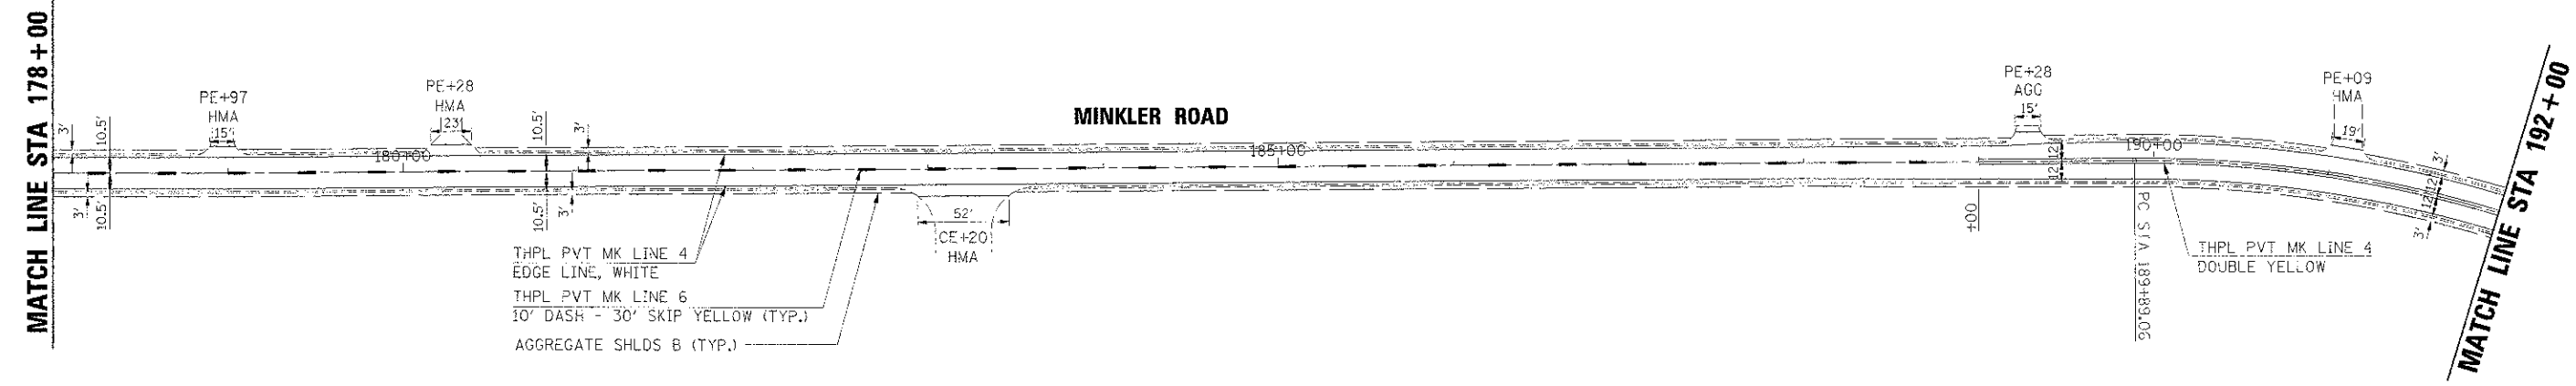 MATCH LINE STA 178+00
3'
10.5'
3'
10.5'
PE+97
HMA
15'
PE+28
HMA
23'
180+00
10.5'
3'
10.5'
3'
THPL PVT MK LINE 4
EDGE LINE, WHITE
THPL PVT MK LINE 6
10' DASH - 30' SKIP YELLOW (TYP.)
AGGREGATE SHLDS B (TYP.)
52'
CE+20
HMA
MINKLER ROAD
185+00
+00
PE+28
AGG
15'
12'
12'
190+00
PC STA 189+89.06
PE+09
HMA
19'
3'
12'
12'
3'
THPL PVT MK LINE 4
DOUBLE YELLOW
MATCH LINE STA 192+00